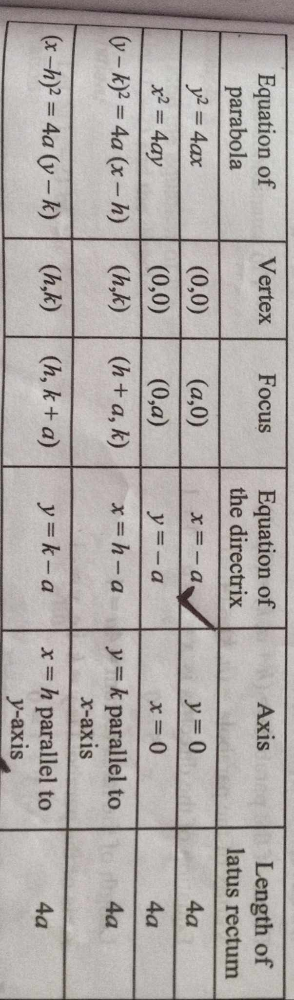 Equation of parabola Vertex Focus Equation of the directrix Axis Length of latus rectum
y² = 4ax (0,0) (a,0) x = – a y = 0 4a
x² = 4ay (0,0) (0,a) y = – a x = 0 4a
(y – k)² = 4a (x – h) (h,k) (h + a, k) x = h – a y = k parallel to x-axis 4a
(x – h)² = 4a (y – k) (h,k) (h, k + a) y = k – a x = h parallel to y-axis 4a